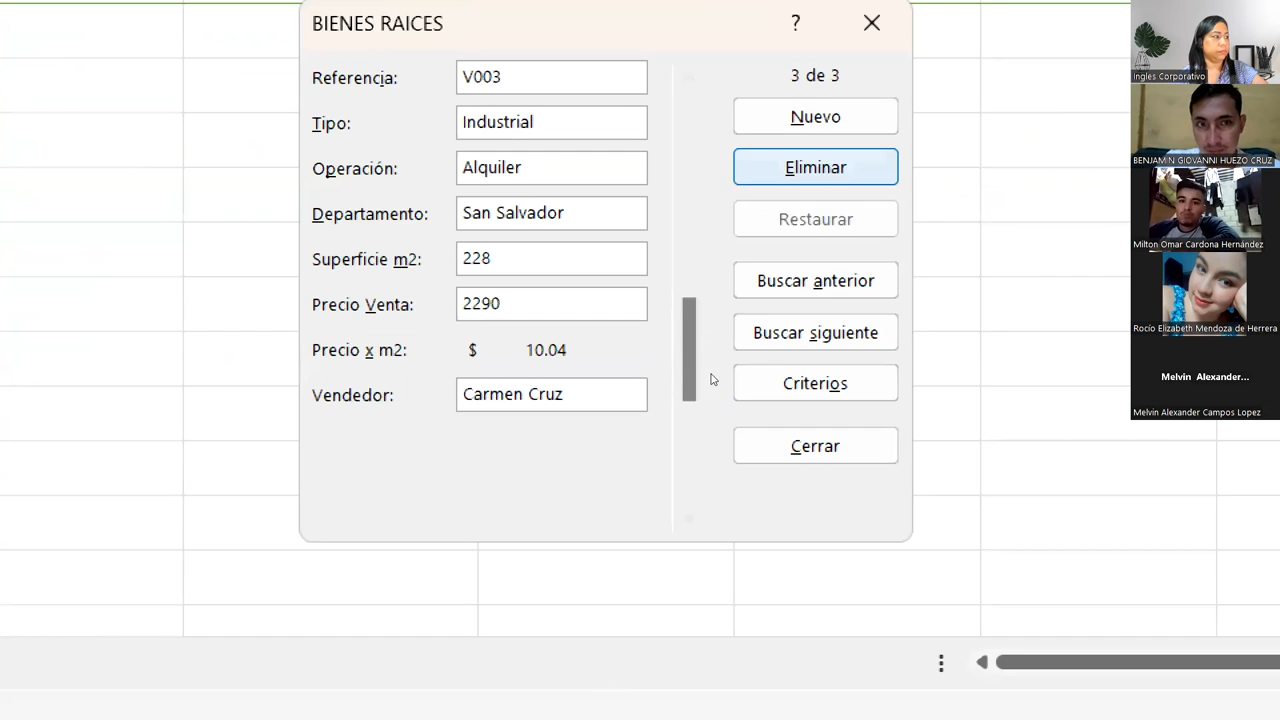 BIENES RAICES
?
Referencia: V003
3 de 3
Nuevo
Tipo: Industrial
Operación: Alquiler
Eliminar
Departamento: San Salvador
Restaurar
Superficie m2: 228
Buscar anterior
Precio Venta: 2290
Buscar siguiente
Precio x m2: $ 10.04
Criterios
Vendedor: Carmen Cruz
Cerrar
Ingles Corporativo
BENJAMIN GIOVANNI HUEZO CRUZ
Milton Omar Cardona Hernández
Rocío Elizabeth Mendoza de Herrera
Melvin Alexander...
Melvin Alexander Campos Lopez